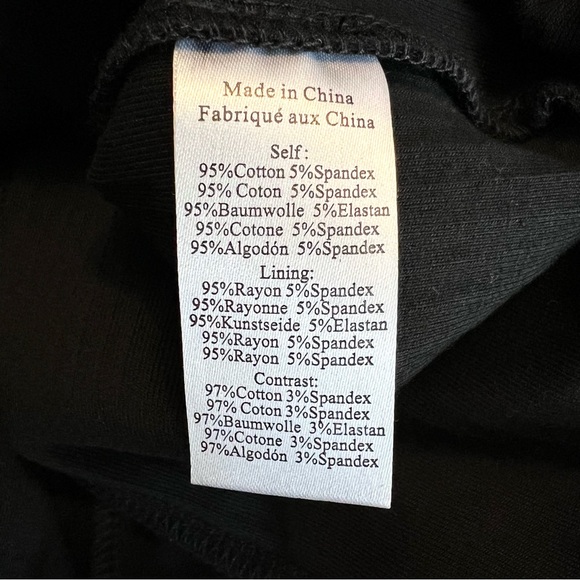 Made in China
Fabriqué aux China
Self :
95%Cotton 5%Spandex
95% Coton 5%Spandex
95%Baumwolle 5%Elastan
95%Cotone 5%Spandex
95%Algodón 5%Spandex
Lining:
95%Rayon 5%Spandex
95%Rayonne 5%Spandex
95%Kunstseide 5%Elastan
95%Rayon 5%Spandex
95%Rayon 5%Spandex
Contrast:
97%Cotton 3%Spandex
97% Coton 3%Spandex
97%Baumwolle 3%Elastan
97%Cotone 3%Spandex
97%Algodón 3%Spandex